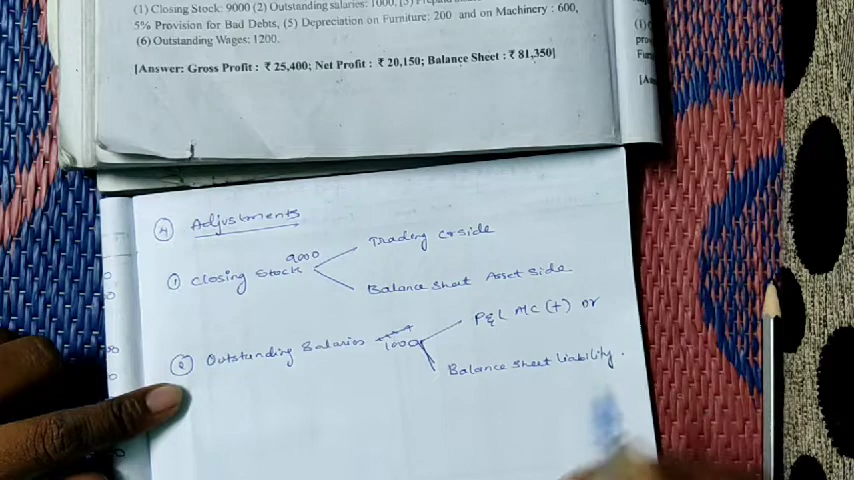 (1) Closing Stock: 9000 (2) Outstanding salaries: 1000, (3) Prepaid
5% Provision for Bad Debts, (5) Depreciation on Furniture: 200 and on Machinery : 600,
(6) Outstanding Wages: 1200.
[Answer: Gross Profit : ₹ 25,400; Net Profit : ₹ 20,150; Balance Sheet : ₹ 81,350]
④ Adjustments
① Closing Stock 9000
Trading Cr side
Balance sheet Asset side
② Outstanding Salaries 1000
P&L A/C (+) Dr
Balance sheet liability.